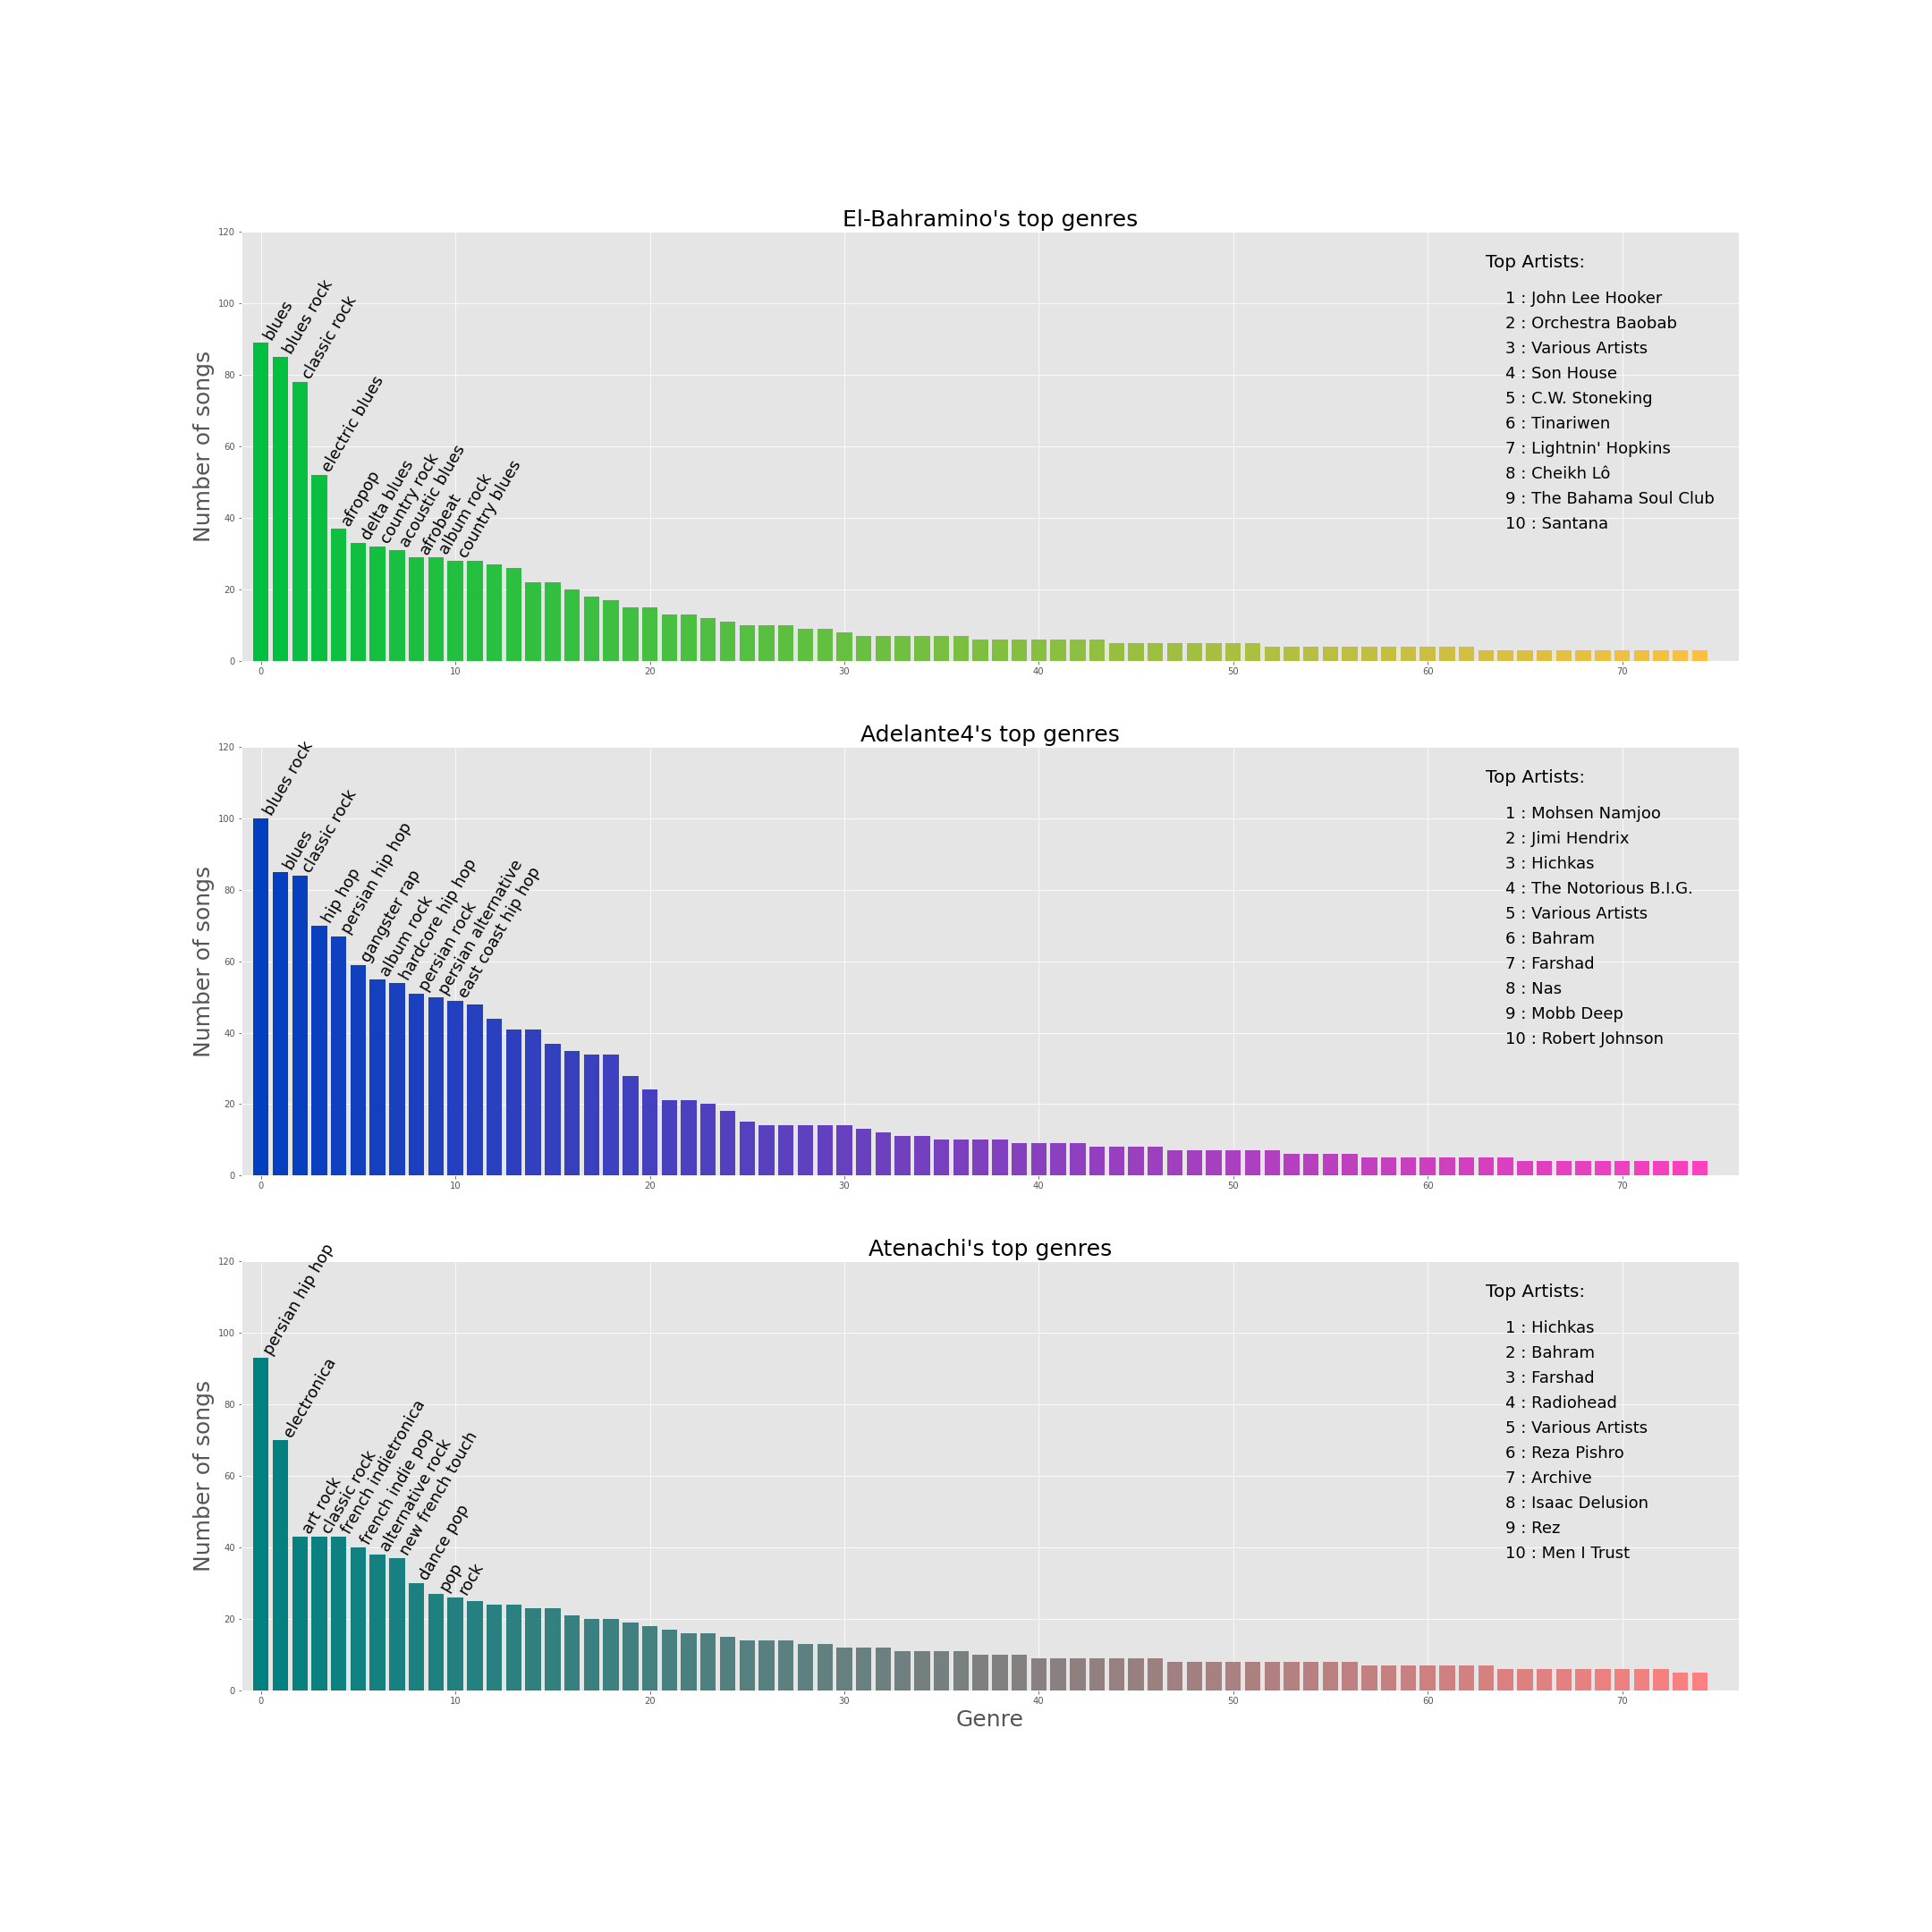 El-Bahramino's top genres
Number of songs
120
100
80
60
40
20
0
blues
blues rock
classic rock
electric blues
afropop
delta blues
country rock
acoustic blues
afrobeat
album rock
country blues
Top Artists:
1 : John Lee Hooker
2 : Orchestra Baobab
3 : Various Artists
4 : Son House
5 : C.W. Stoneking
6 : Tinariwen
7 : Lightnin' Hopkins
8 : Cheikh Lô
9 : The Bahama Soul Club
10 : Santana
0 10 20 30 40 50 60 70
Adelante4's top genres
Number of songs
120
100
80
60
40
20
0
blues rock
blues
classic rock
hip hop
persian hip hop
gangster rap
album rock
hardcore hip hop
persian rock
persian alternative
east coast hip hop
Top Artists:
1 : Mohsen Namjoo
2 : Jimi Hendrix
3 : Hichkas
4 : The Notorious B.I.G.
5 : Various Artists
6 : Bahram
7 : Farshad
8 : Nas
9 : Mobb Deep
10 : Robert Johnson
0 10 20 30 40 50 60 70
Atenachi's top genres
Number of songs
120
100
80
60
40
20
0
persian hip hop
electronica
art rock
classic rock
french indietronica
french indie pop
alternative rock
new french touch
dance pop
pop
rock
Top Artists:
1 : Hichkas
2 : Bahram
3 : Farshad
4 : Radiohead
5 : Various Artists
6 : Reza Pishro
7 : Archive
8 : Isaac Delusion
9 : Rez
10 : Men I Trust
0 10 20 30 40 50 60 70
Genre